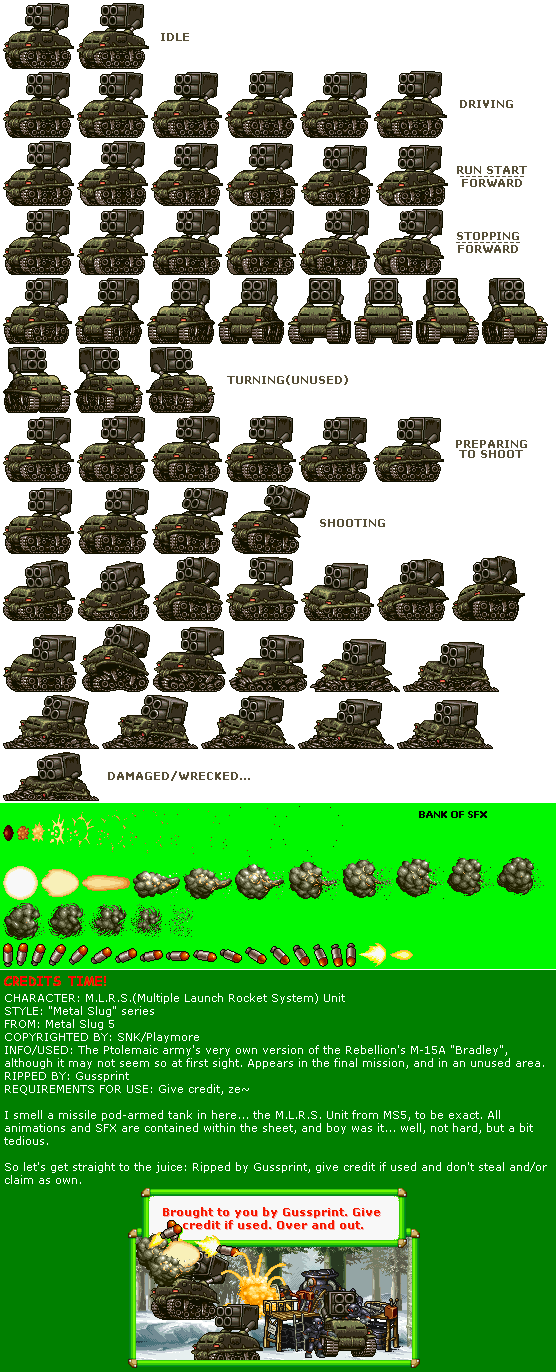 IDLE
DRIVING
RUN START
FORWARD
STOPPING
FORWARD
TURNING(UNUSED)
PREPARING
TO SHOOT
SHOOTING
DAMAGED/WRECKED...
BANK OF SFX
CREDITS TIME!
CHARACTER: M.L.R.S.(Multiple Launch Rocket System) Unit
STYLE: "Metal Slug" series
FROM: Metal Slug 5
COPYRIGHTED BY: SNK/Playmore
INFO/USED: The Ptolemaic army's very own version of the Rebellion's M-15A "Bradley",
although it may not seem so at first sight. Appears in the final mission, and in an unused area.
RIPPED BY: Gussprint
REQUIREMENTS FOR USE: Give credit, ze~
I smell a missile pod-armed tank in here... the M.L.R.S. Unit from MS5, to be exact. All
animations and SFX are contained within the sheet, and boy was it... well, not hard, but a bit
tedious.
So let's get straight to the juice: Ripped by Gussprint, give credit if used and don't steal and/or
claim as own.
Brought to you by Gussprint. Give
credit if used. Over and out.